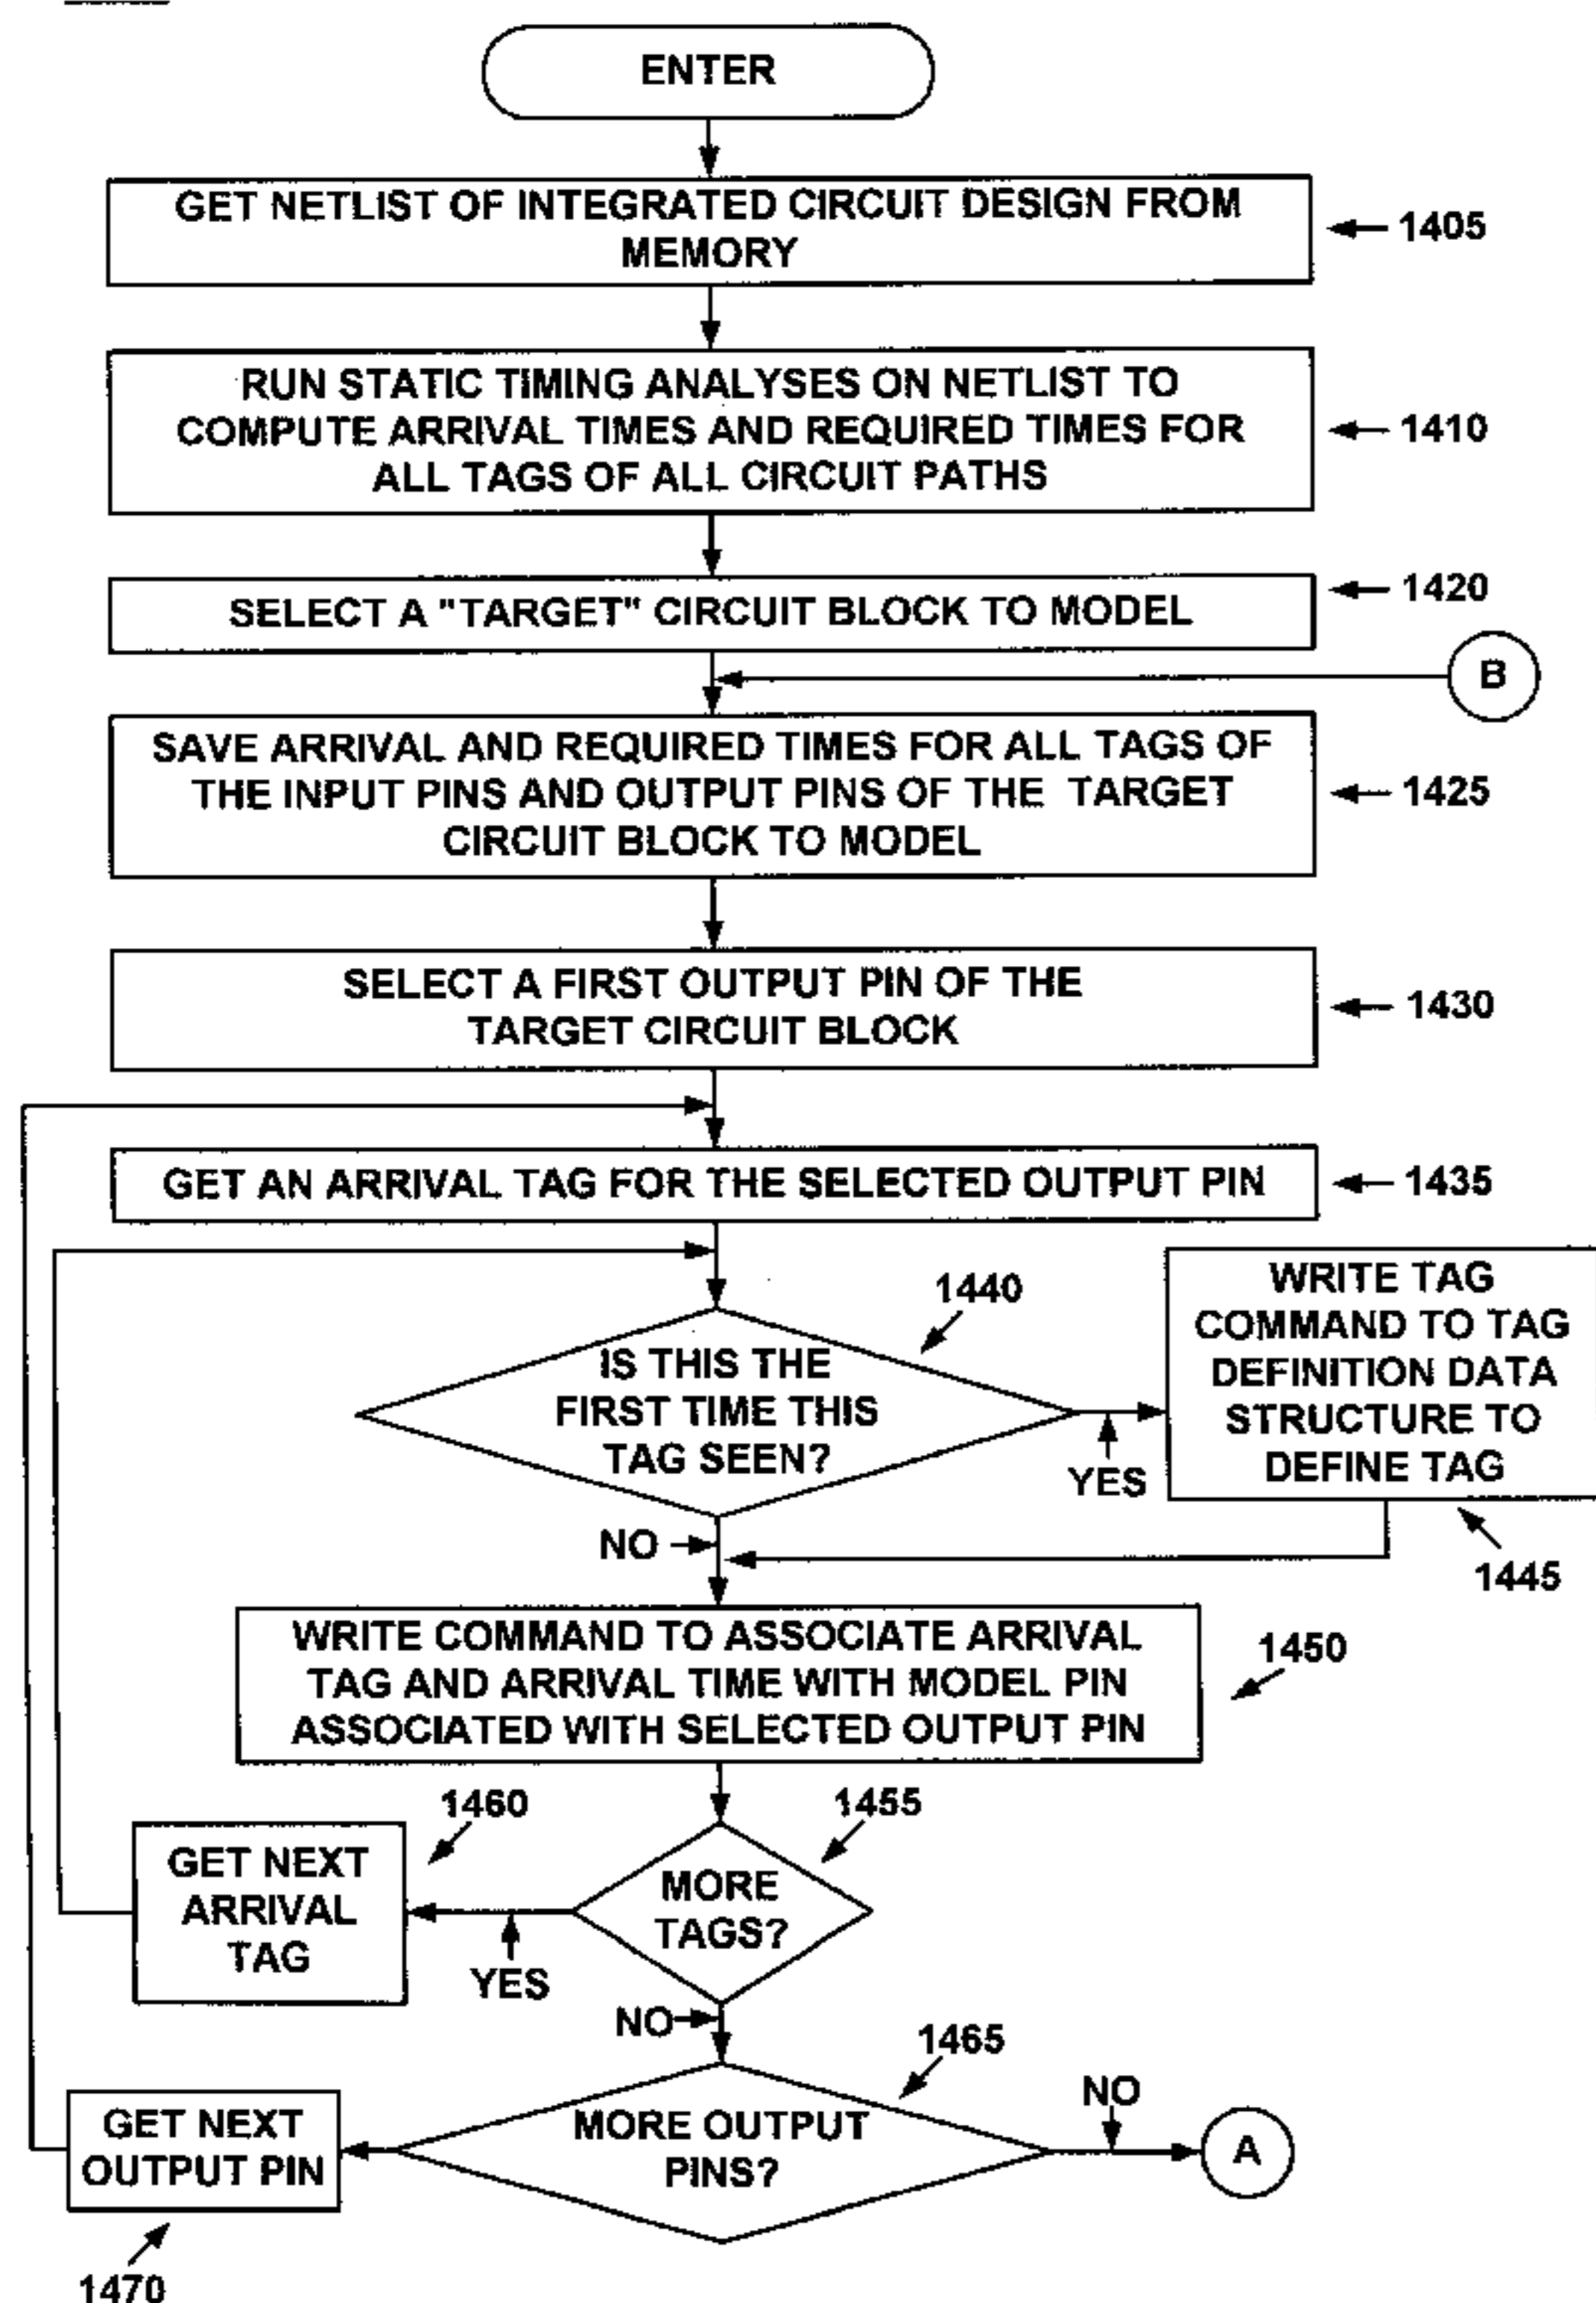 ENTER
GET NETLIST OF INTEGRATED CIRCUIT DESIGN FROM
MEMORY
1405
RUN STATIC TIMING ANALYSES ON NETLIST TO
COMPUTE ARRIVAL TIMES AND REQUIRED TIMES FOR
ALL TAGS OF ALL CIRCUIT PATHS
1410
SELECT A "TARGET" CIRCUIT BLOCK TO MODEL
1420
B
SAVE ARRIVAL AND REQUIRED TIMES FOR ALL TAGS OF
THE INPUT PINS AND OUTPUT PINS OF THE TARGET
CIRCUIT BLOCK TO MODEL
1425
SELECT A FIRST OUTPUT PIN OF THE
TARGET CIRCUIT BLOCK
1430
GET AN ARRIVAL TAG FOR THE SELECTED OUTPUT PIN
1435
1440
IS THIS THE
FIRST TIME THIS
TAG SEEN?
YES
WRITE TAG
COMMAND TO TAG
DEFINITION DATA
STRUCTURE TO
DEFINE TAG
1445
NO
WRITE COMMAND TO ASSOCIATE ARRIVAL
TAG AND ARRIVAL TIME WITH MODEL PIN
ASSOCIATED WITH SELECTED OUTPUT PIN
1450
1460
GET NEXT
ARRIVAL
TAG
YES
1455
MORE
TAGS?
NO
1465
MORE OUTPUT
PINS?
NO
A
GET NEXT
OUTPUT PIN
1470